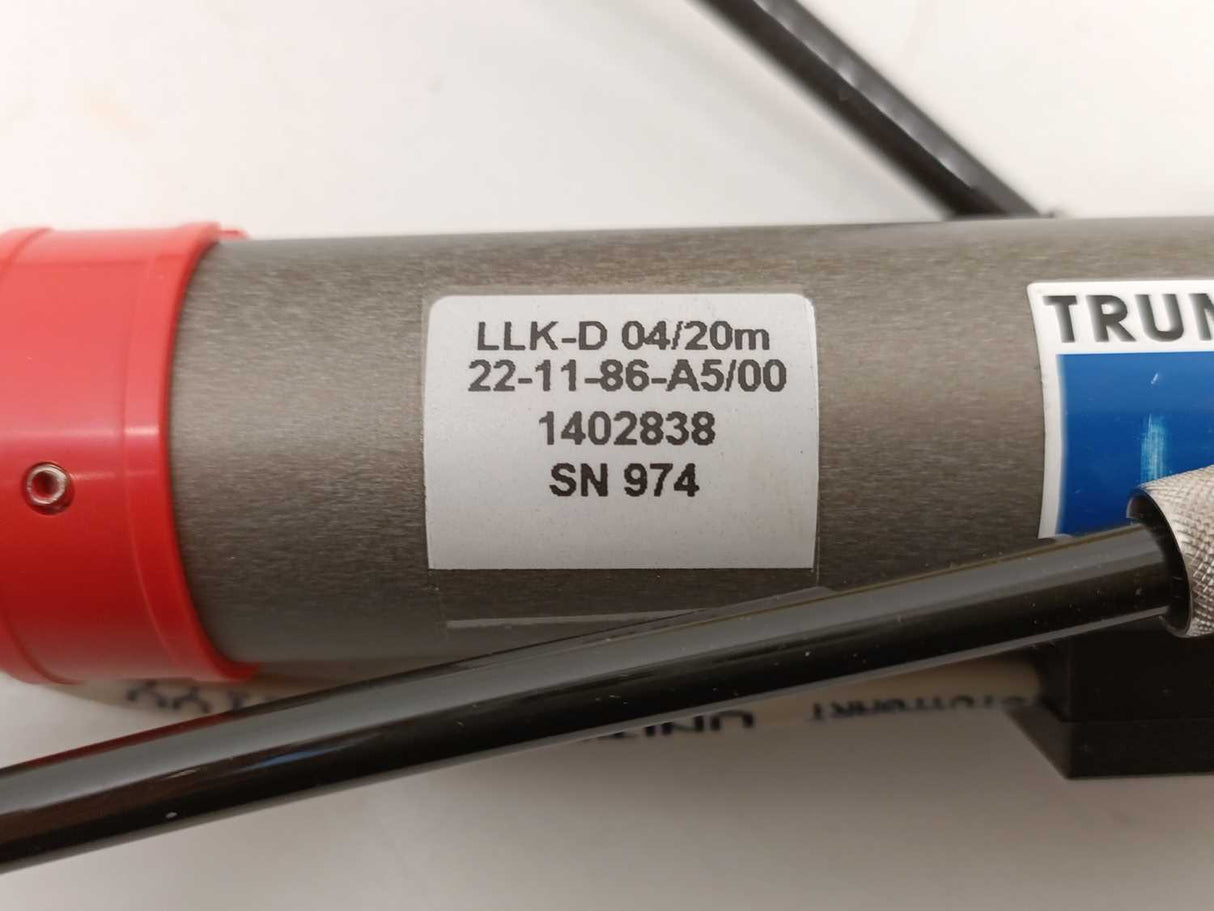 LLK-D 04/20m
22-11-86-A5/00
1402838
SN 974
TRUM